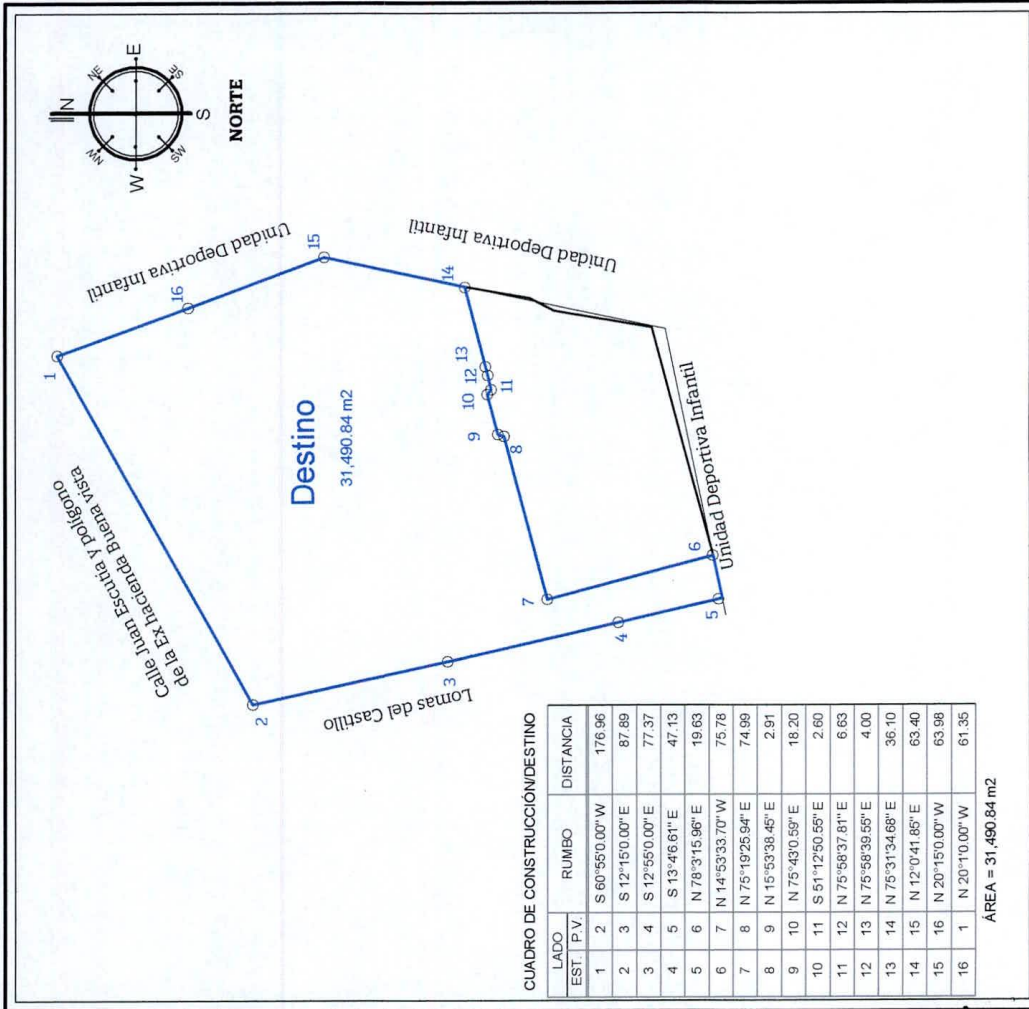 N
NE
E
SE
S
SW
W
NW
NORTE
Calle Juan Escutia y polígono
de la Ex hacienda Buena vista
Unidad Deportiva Infantil
Unidad Deportiva Infantil
Unidad Deportiva Infantil
Lomas del Castillo
Destino
31,490.84 m2
1
2
3
4
5
6
7
8
9
10
11
12
13
14
15
16
CUADRO DE CONSTRUCCIÓN/DESTINO
LADO RUMBO DISTANCIA
EST. P.V.
1 2 S 60°55'0.00" W 176.96
2 3 S 12°15'0.00" E 87.89
3 4 S 12°55'0.00" E 77.37
4 5 S 13°4'6.61" E 47.13
5 6 N 78°3'15.96" E 19.63
6 7 N 14°53'33.70" W 75.78
7 8 N 75°19'25.94" E 74.99
8 9 N 15°53'38.45" E 2.91
9 10 N 75°43'0.59" E 18.20
10 11 S 51°12'50.55" E 2.60
11 12 N 75°58'37.81" E 6.63
12 13 N 75°58'39.55" E 4.00
13 14 N 75°31'34.68" E 36.10
14 15 N 12°0'41.85" E 63.40
15 16 N 20°15'0.00" W 63.98
16 1 N 20°10'0.00" W 61.35
ÁREA = 31,490.84 m2